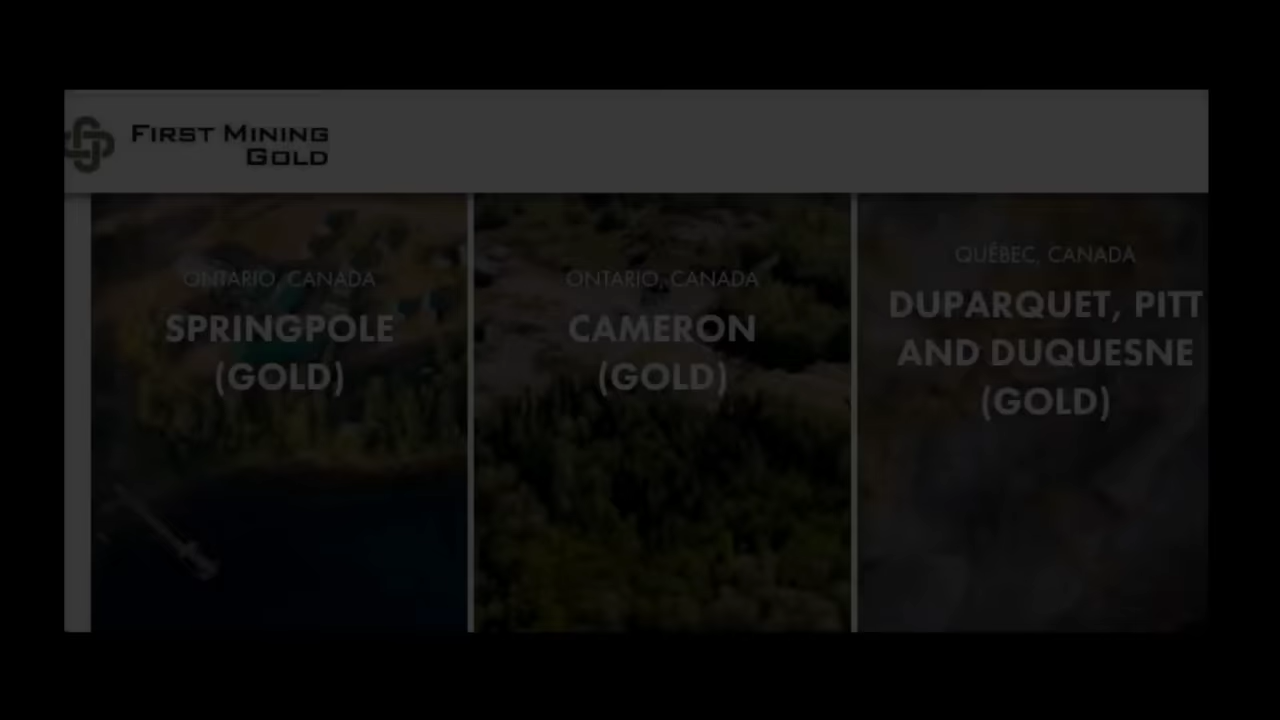 FIRST MINING
GOLD
ONTARIO, CANADA
SPRINGPOLE
(GOLD)
ONTARIO, CANADA
CAMERON
(GOLD)
QUÉBEC, CANADA
DUPARQUET, PITT
AND DUQUESNE
(GOLD)